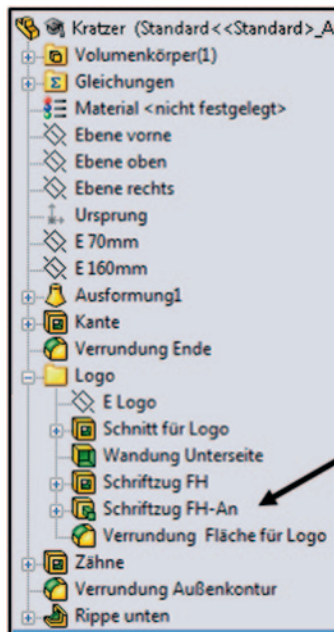 Kratzer (Standard<<Standard>_A
Volumenkörper(1)
Gleichungen
Material <nicht festgelegt>
Ebene vorne
Ebene oben
Ebene rechts
Ursprung
E 70mm
E 160mm
Ausformung1
Kante
Verrundung Ende
Logo
E Logo
Schnitt für Logo
Wandung Unterseite
Schriftzug FH
Schriftzug FH-An
Verrundung Fläche für Logo
Zähne
Verrundung Außenkontur
Rippe unten